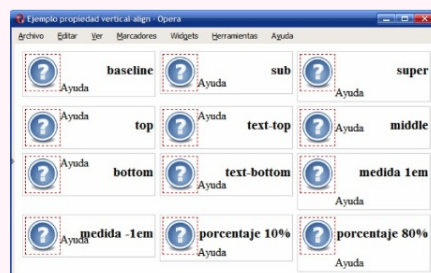 Ejemplo propiedad vertical-align - Opera
Archivo Editar Ver Marcadores Widgets Herramientas Ayuda
baseline
Ayuda
sub
Ayuda
super
Ayuda
Ayuda
top
Ayuda
text-top
Ayuda
middle
Ayuda
bottom
text-bottom
Ayuda
medida 1em
Ayuda
Ayuda
medida -1em
porcentaje 10%
Ayuda
porcentaje 80%
Ayuda